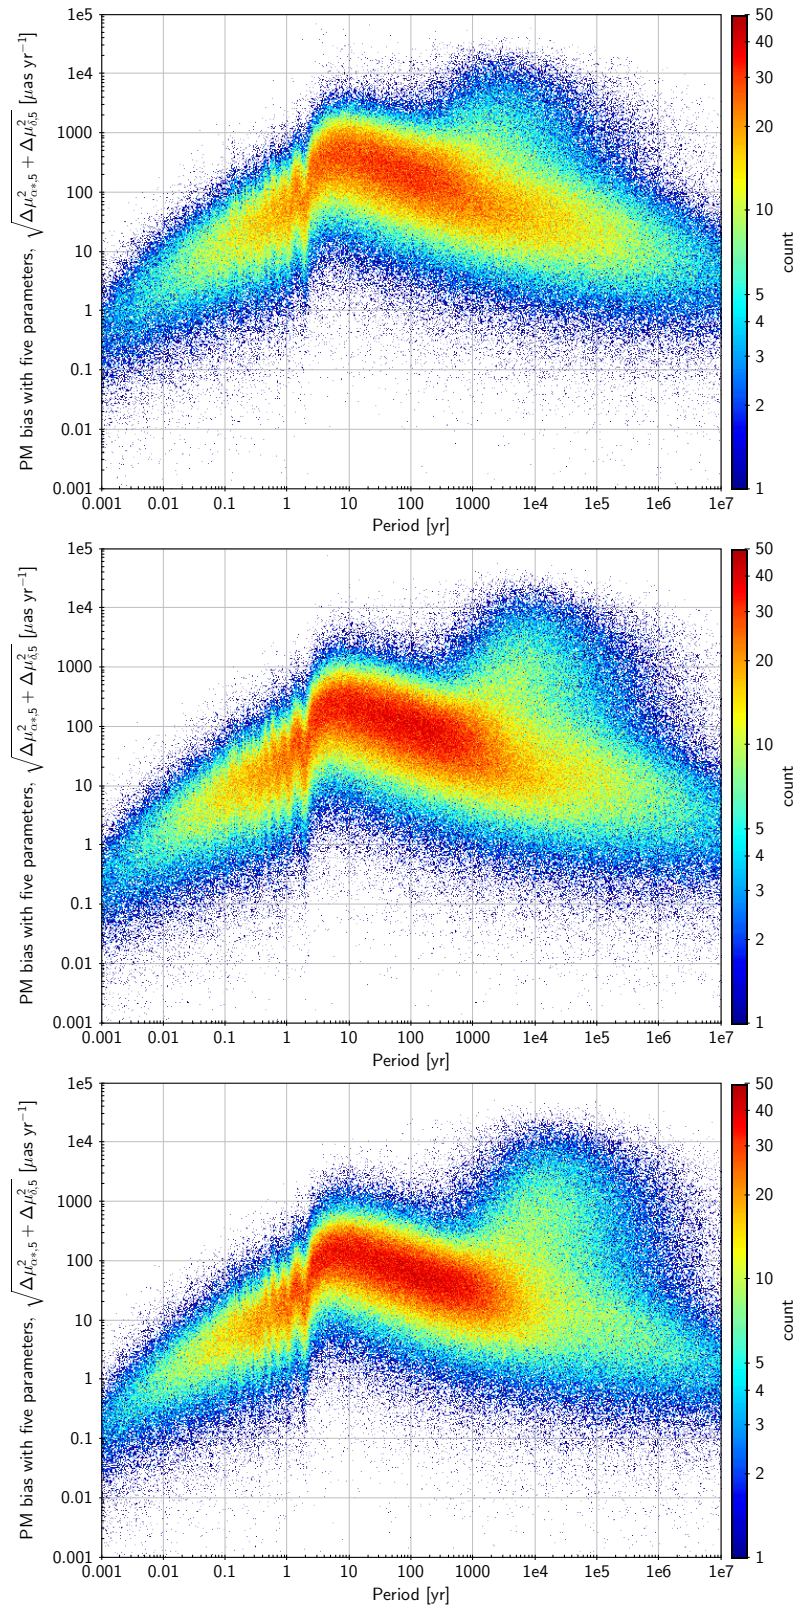 PM bias with five parameters, √Δμ²α∗,5 + Δμ²δ,5 [μas yr⁻¹]
1e5
1e4
1000
100
10
1
0.1
0.01
0.001
0.001 0.01 0.1 1 10 100 1000 1e4 1e5 1e6 1e7
Period [yr]
50
40
30
20
10
5
4
3
2
1
count
PM bias with five parameters, √Δμ²α∗,5 + Δμ²δ,5 [μas yr⁻¹]
1e5
1e4
1000
100
10
1
0.1
0.01
0.001
0.001 0.01 0.1 1 10 100 1000 1e4 1e5 1e6 1e7
Period [yr]
50
40
30
20
10
5
4
3
2
1
count
PM bias with five parameters, √Δμ²α∗,5 + Δμ²δ,5 [μas yr⁻¹]
1e5
1e4
1000
100
10
1
0.1
0.01
0.001
0.001 0.01 0.1 1 10 100 1000 1e4 1e5 1e6 1e7
Period [yr]
50
40
30
20
10
5
4
3
2
1
count